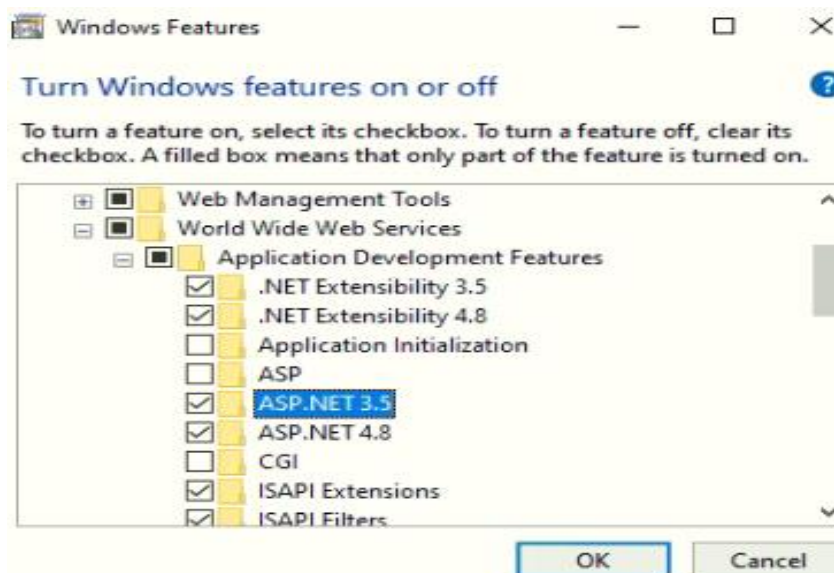 Windows Features
Turn Windows features on or off
?
To turn a feature on, select its checkbox. To turn a feature off, clear its
checkbox. A filled box means that only part of the feature is turned on.
Web Management Tools
World Wide Web Services
Application Development Features
.NET Extensibility 3.5
.NET Extensibility 4.8
Application Initialization
ASP
ASP.NET 3.5
ASP.NET 4.8
CGI
ISAPI Extensions
ISAPI Filters
OK
Cancel